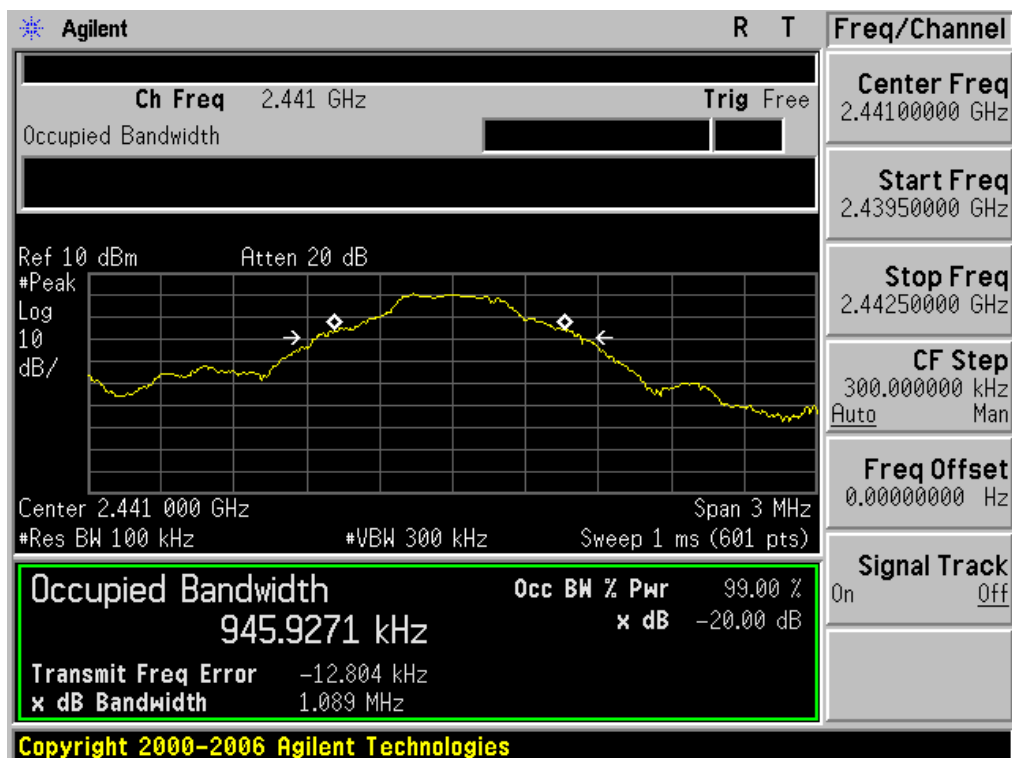 Agilent R T Freq/Channel
Ch Freq 2.441 GHz Trig Free
Occupied Bandwidth
Center Freq
2.44100000 GHz
Start Freq
2.43950000 GHz
Stop Freq
2.44250000 GHz
CF Step
300.000000 kHz
Auto Man
Freq Offset
0.00000000 Hz
Signal Track
On Off
Ref 10 dBm Atten 20 dB
#Peak
Log
10
dB/
Center 2.441 000 GHz Span 3 MHz
#Res BW 100 kHz #VBW 300 kHz Sweep 1 ms (601 pts)
Occupied Bandwidth Occ BW % Pwr 99.00 %
945.9271 kHz x dB -20.00 dB
Transmit Freq Error -12.804 kHz
x dB Bandwidth 1.089 MHz
Copyright 2000-2006 Agilent Technologies